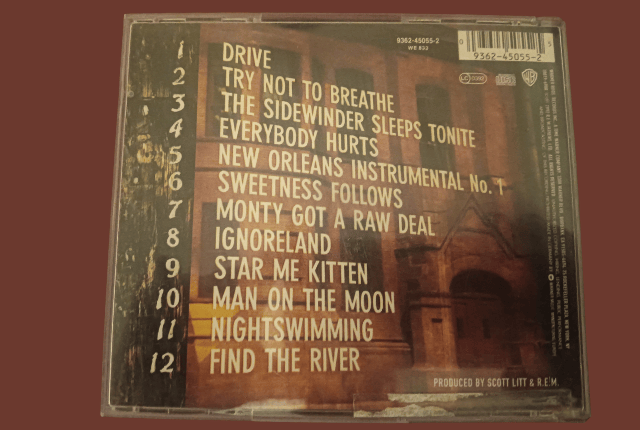 1 DRIVE
2 TRY NOT TO BREATHE
3 THE SIDEWINDER SLEEPS TONITE
4 EVERYBODY HURTS
5 NEW ORLEANS INSTRUMENTAL No. 1
6 SWEETNESS FOLLOWS
7 MONTY GOT A RAW DEAL
8 IGNORELAND
9 STAR ME KITTEN
10 MAN ON THE MOON
11 NIGHTSWIMMING
12 FIND THE RIVER
9362-45055-2
WE 833
9362-45055-2
PRODUCED BY SCOTT LITT & R.E.M.